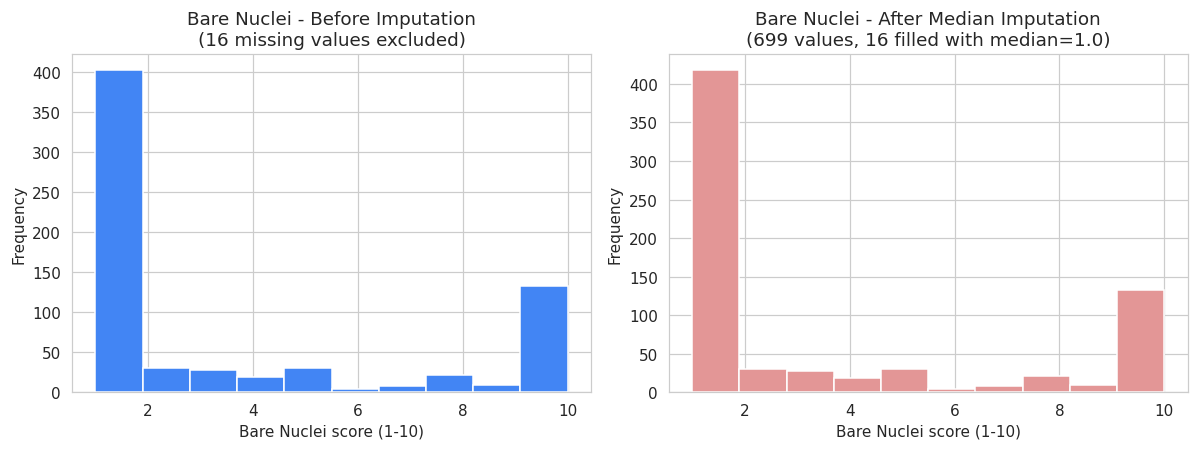 Bare Nuclei - Before Imputation
(16 missing values excluded)
400
350
300
250
200
150
100
50
0
Frequency
2 4 6 8 10
Bare Nuclei score (1-10)
Bare Nuclei - After Median Imputation
(699 values, 16 filled with median=1.0)
400
350
300
250
200
150
100
50
0
Frequency
2 4 6 8 10
Bare Nuclei score (1-10)